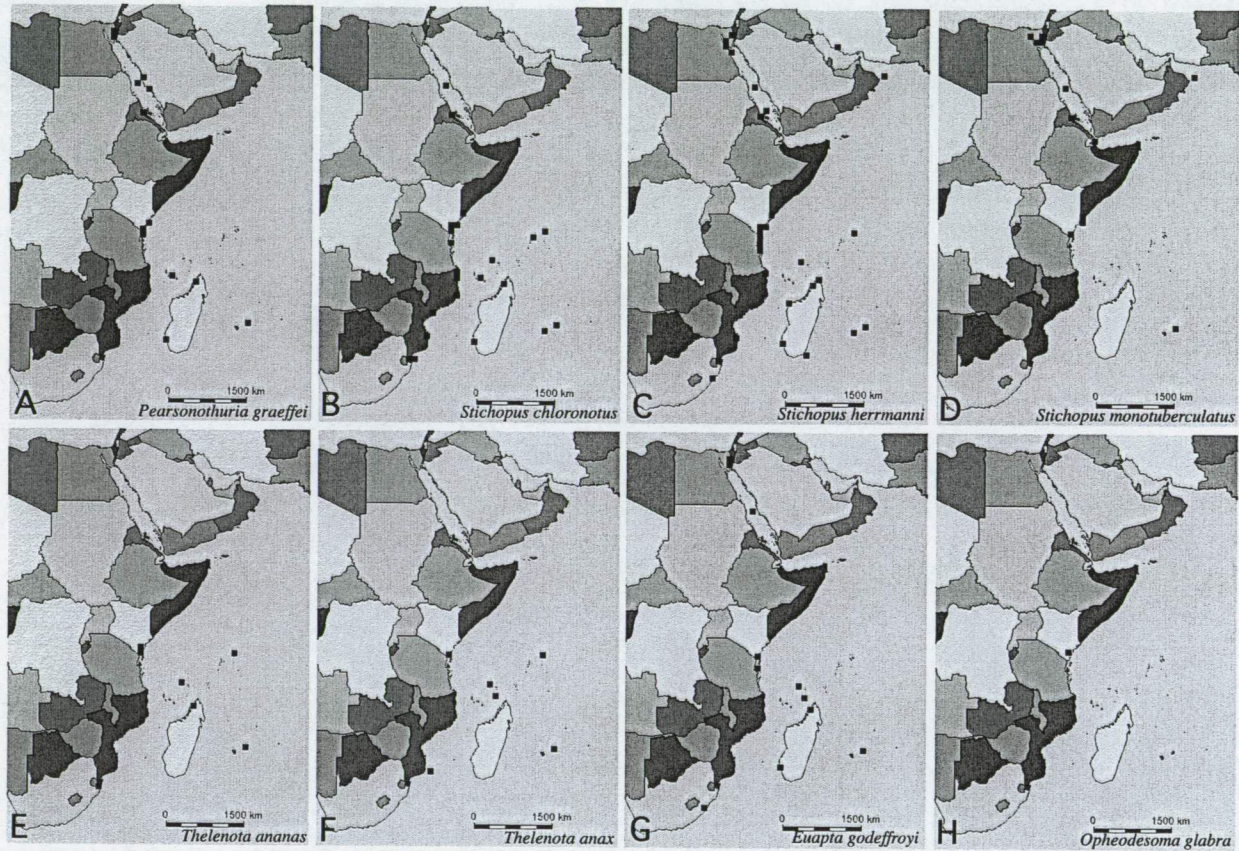 0 1500 km
A Pearsonothuria graeffei
0 1500 km
B Stichopus chloronotus
0 1500 km
C Stichopus herrmanni
0 1500 km
D Stichopus monotuberculatus
0 1500 km
E Thelenota ananas
0 1500 km
F Thelenota anax
0 1500 km
G Euapta godeffroyi
0 1500 km
H Opheodesoma glabra